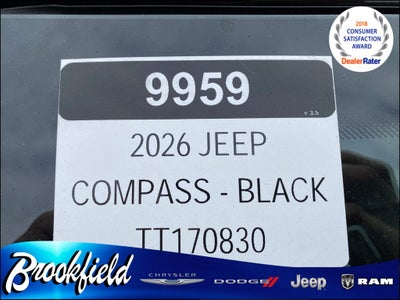 2018
CONSUMER
SATISFACTION
AWARD
DealerRater
9959
v 3.5
2026 JEEP
COMPASS - BLACK
TT170830
Brookfield
CHRYSLER
DODGE
Jeep
RAM